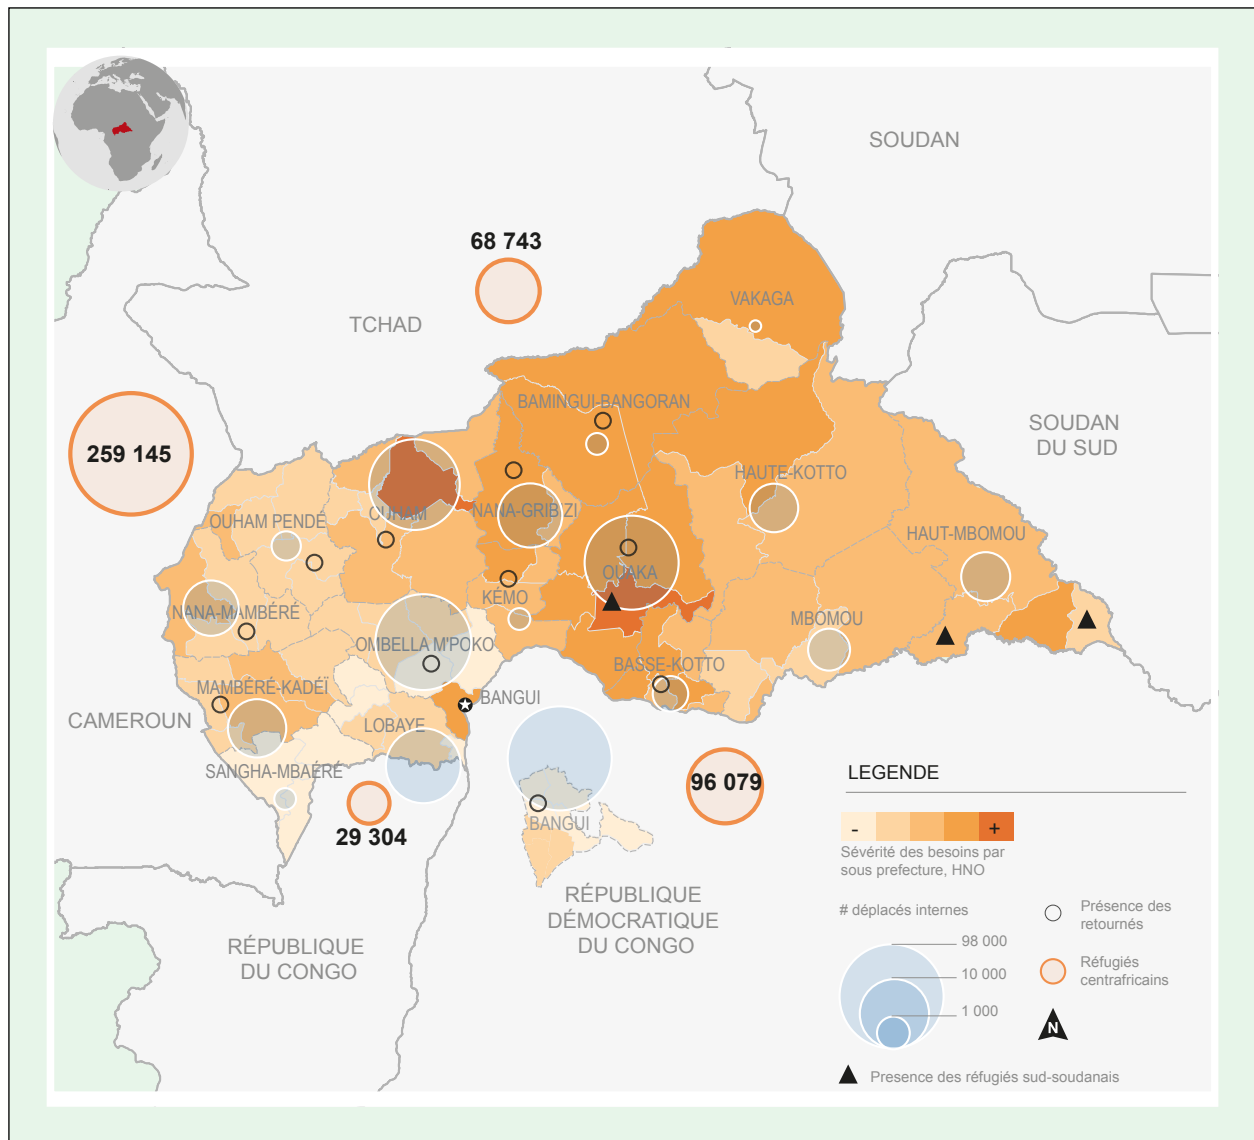 SOUDAN
68 743
VAKAGA
TCHAD
BAMINGUI-BANGORAN
SOUDAN
DU SUD
259 145
HAUTE-KOTTO
NANA-GRIBIZI
OUHAM PENDÉ
OUHAM
HAUT-MBOMOU
OUAKA
KÉMO
NANA-MAMBÉRÉ
MBOMOU
OMBELLA M'POKO
BASSE-KOTTO
MAMBÉRÉ-KADÉÏ
BANGUI
CAMEROUN
LOBAYE
SANGHA-MBAÉRÉ
96 079
29 304
BANGUI
RÉPUBLIQUE
DÉMOCRATIQUE
DU CONGO
RÉPUBLIQUE
DU CONGO
LEGENDE
- +
Sévérité des besoins par
sous prefecture, HNO
# déplacés internes
98 000
10 000
1 000
Présence des
retournés
Réfugiés
centrafricains
N
Presence des réfugiés sud-soudanais